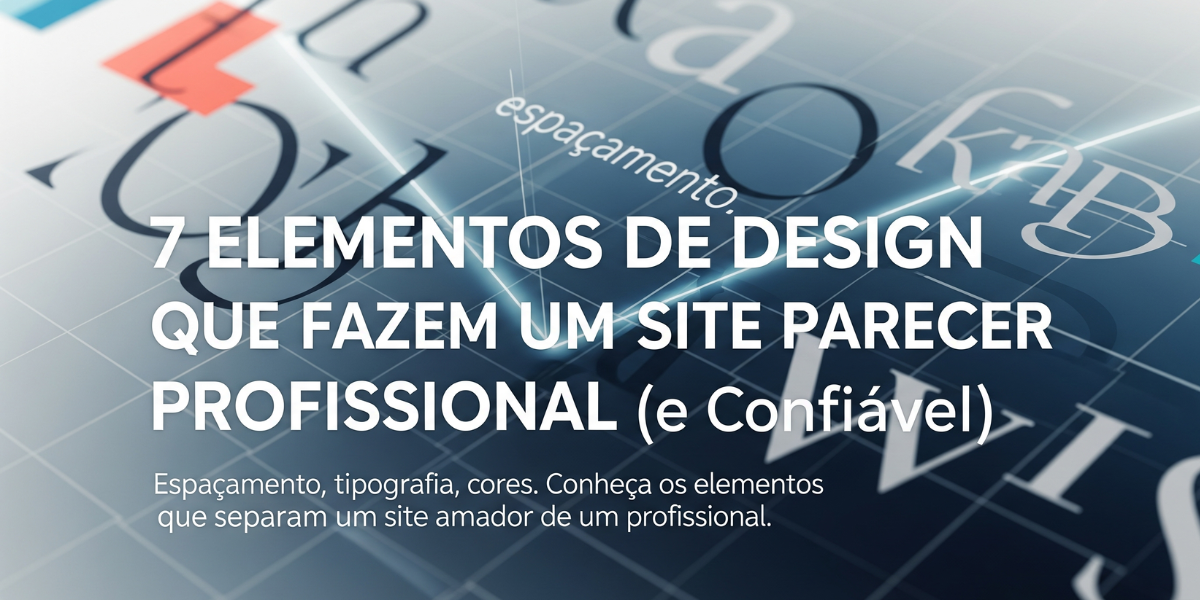 espaçamento.
7 ELEMENTOS DE DESIGN
QUE FAZEM UM SITE PARECER
PROFISSIONAL (e Confiável)
Espaçamento, tipografia, cores. Conheça os elementos
que separam um site amador de um profissional.